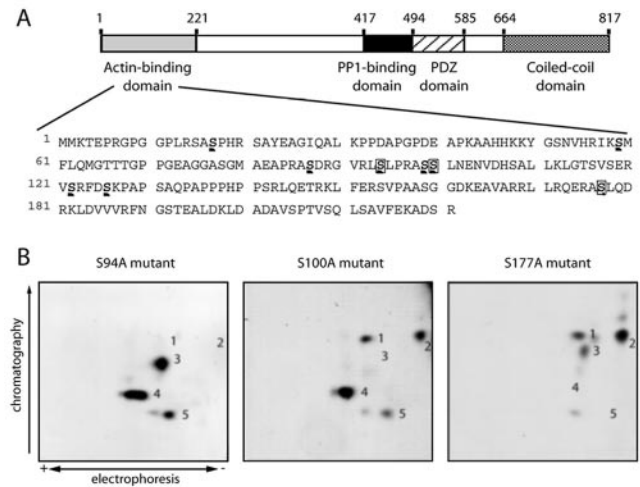 A
1 221 417 494 585 664 817
Actin-binding domain
PP1-binding domain
PDZ domain
Coiled-coil domain
1 MMKTEPRGPG GPLRSASPHR SAYEAGIQAL KPPDAPGPDE APKAAHHKKY GSNVHRIKSM
61 FLQMGTTTGP PGEAGGASGM AEAPRASDRG VRLSLPRASS LNENVDHSAL LKLGTSVSER
121 VSRFDSKPAP SAQPAPPPHP PSRLQETRKL FERSVPAASG GDKEAVARRL LRQERASLQD
181 RKLDVVVRFN GSTEALDKLD ADAVSPTVSQ LSAVFEKADS R
B
S94A mutant
S100A mutant
S177A mutant
chromatography
1 2 3 4 5
1 2 3 4 5
1 2 3 4 5
+ electrophoresis -